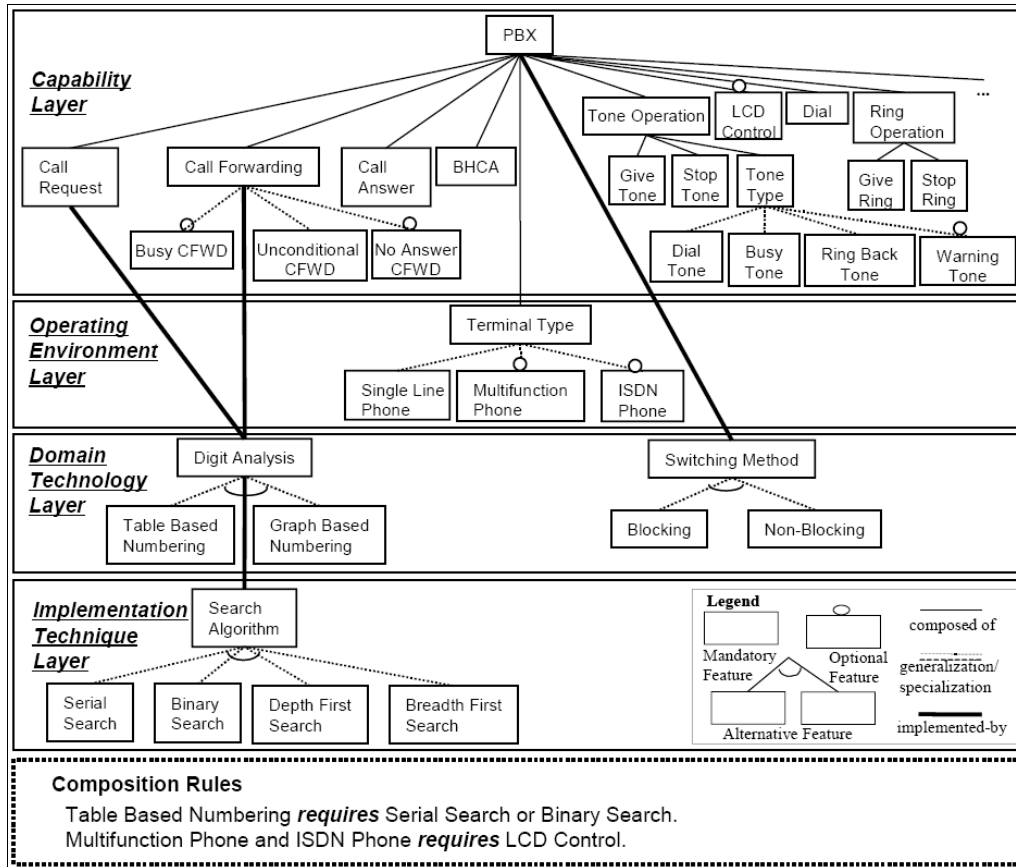 PBX
Capability
Layer
...
LCD
Control
Dial
Ring
Operation
Tone Operation
Call
Request
Call Forwarding
Call
Answer
BHCA
Give
Tone
Stop
Tone
Tone
Type
Give
Ring
Stop
Ring
Busy CFWD
Unconditional
CFWD
No Answer
CFWD
Dial
Tone
Busy
Tone
Ring Back
Tone
Warning
Tone
Operating
Environment
Layer
Terminal Type
Single Line
Phone
Multifunction
Phone
ISDN
Phone
Domain
Technology
Layer
Digit Analysis
Switching Method
Table Based
Numbering
Graph Based
Numbering
Blocking
Non-Blocking
Implementation
Technique
Layer
Search
Algorithm
Serial
Search
Binary
Search
Depth First
Search
Breadth First
Search
Legend
Mandatory
Feature
Optional
Feature
Alternative Feature
composed of
generalization/
specialization
implemented-by
Composition Rules
Table Based Numbering requires Serial Search or Binary Search.
Multifunction Phone and ISDN Phone requires LCD Control.